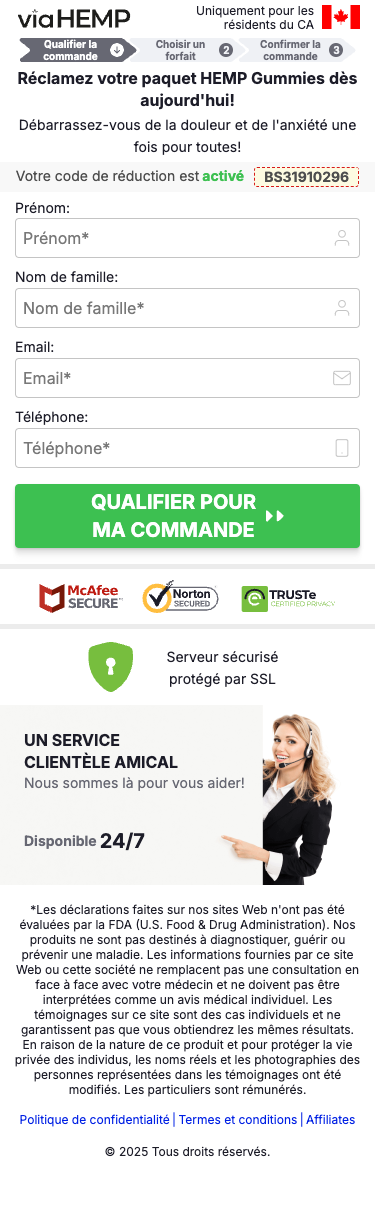 viaHEMP
Uniquement pour les
résidents du CA
Qualifier la
commande
Choisir un
forfait
2
Confirmer la
commande
3
Réclamez votre paquet HEMP Gummies dès
aujourd'hui!
Débarrassez-vous de la douleur et de l'anxiété une
fois pour toutes!
Votre code de réduction est activé
BS31910296
Prénom:
Prénom*
Nom de famille:
Nom de famille*
Email:
Email*
Téléphone:
Téléphone*
QUALIFIER POUR
MA COMMANDE
McAfee
SECURE™
Norton
SECURED
TRUSTe
CERTIFIED PRIVACY
Serveur sécurisé
protégé par SSL
UN SERVICE
CLIENTÈLE AMICAL
Nous sommes là pour vous aider!
Disponible 24/7
*Les déclarations faites sur nos sites Web n'ont pas été
évaluées par la FDA (U.S. Food & Drug Administration). Nos
produits ne sont pas destinés à diagnostiquer, guérir ou
prévenir une maladie. Les informations fournies par ce site
Web ou cette société ne remplacent pas une consultation en
face à face avec votre médecin et ne doivent pas être
interprétées comme un avis médical individuel. Les
témoignages sur ce site sont des cas individuels et ne
garantissent pas que vous obtiendrez les mêmes résultats.
En raison de la nature de ce produit et pour protéger la vie
privée des individus, les noms réels et les photographies des
personnes représentées dans les témoignages ont été
modifiés. Les particuliers sont rémunérés.
Politique de confidentialité | Termes et conditions | Affiliates
© 2025 Tous droits réservés.